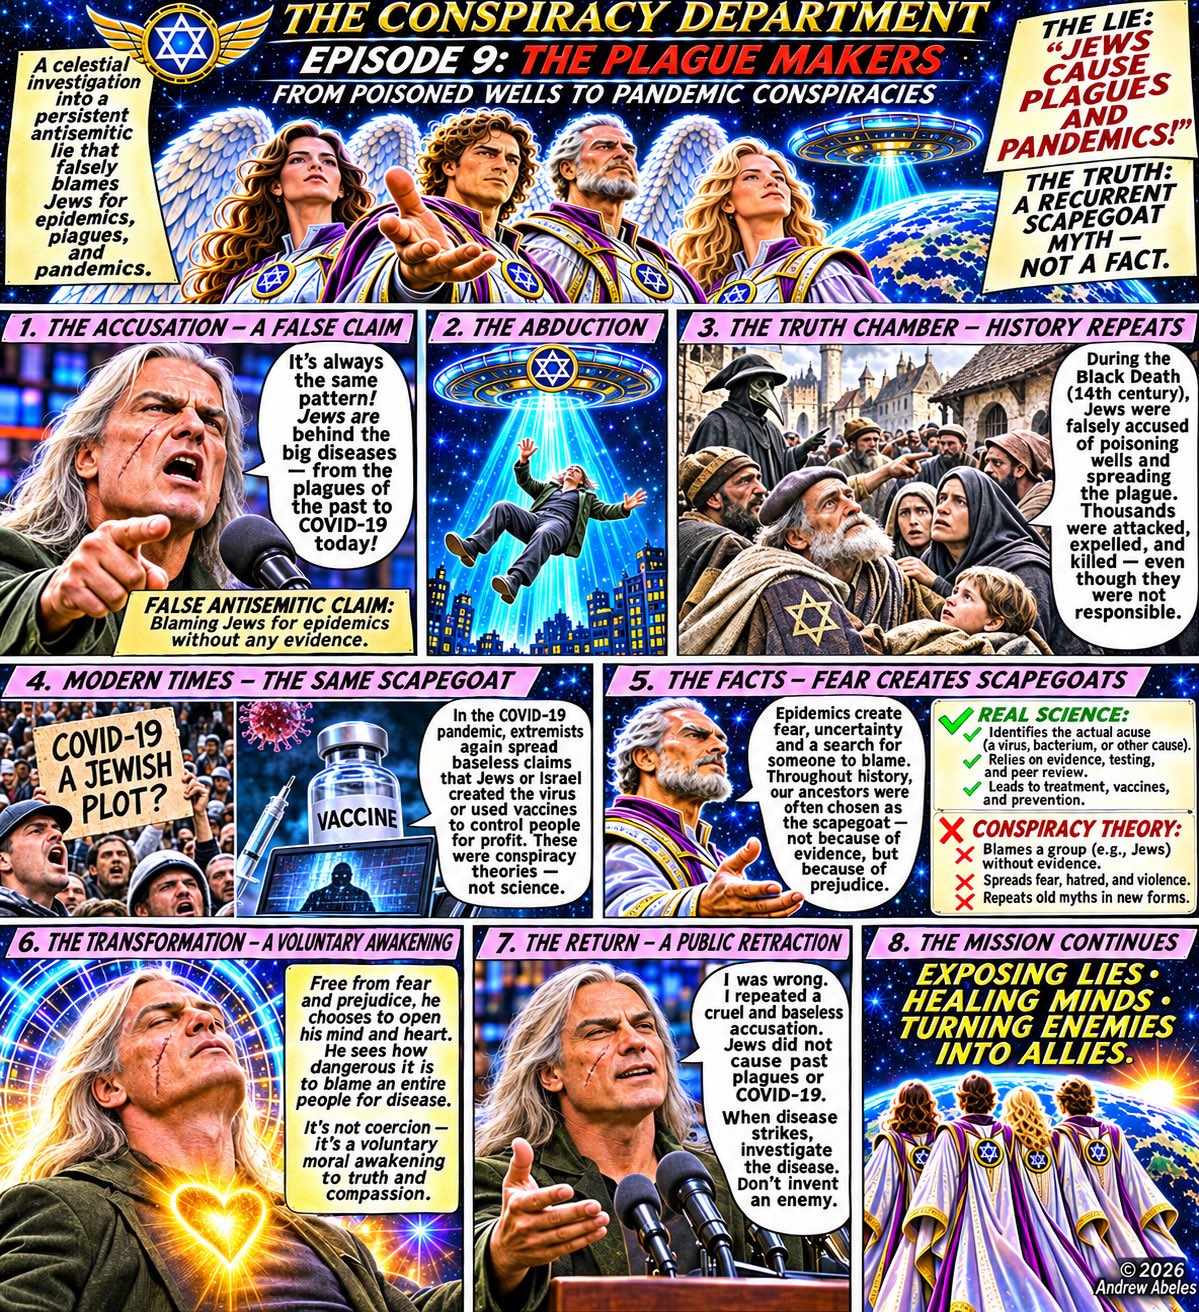 THE CONSPIRACY DEPARTMENT
EPISODE 9: THE PLAGUE MAKERS
FROM POISONED WELLS TO PANDEMIC CONSPIRACIES
A celestial
investigation
into a
persistent
antisemitic
lie that
falsely
blames
Jews for
epidemics,
plagues,
and
pandemics.
THE LIE:
"JEWS
CAUSE
PLAGUES
AND
PANDEMICS!"
THE TRUTH:
A RECURRENT
SCAPEGOAT
MYTH —
NOT A FACT.
1. THE ACCUSATION – A FALSE CLAIM
It's always
the same
pattern!
Jews are
behind the
big diseases
— from the
plagues of
the past to
COVID-19
today!
FALSE ANTISEMITIC CLAIM:
Blaming Jews for epidemics
without any evidence.
2. THE ABDUCTION
3. THE TRUTH CHAMBER – HISTORY REPEATS
During the
Black Death
(14th century),
Jews were
falsely accused
of poisoning
wells and
spreading
the plague.
Thousands
were attacked,
expelled, and
killed — even
though they
were not
responsible.
4. MODERN TIMES – THE SAME SCAPEGOAT
COVID-19
A JEWISH
PLOT?
VACCINE
In the COVID-19
pandemic, extremists
again spread
baseless claims
that Jews or Israel
created the virus
or used vaccines
to control people
for profit. These
were conspiracy
theories —
not science.
5. THE FACTS – FEAR CREATES SCAPEGOATS
Epidemics create
fear, uncertainty
and a search for
someone to blame.
Throughout history,
our ancestors were
often chosen as
the scapegoat —
not because of
evidence, but
because of
prejudice.
REAL SCIENCE:
Identifies the actual acuse
(a virus, bacterium, or other cause).
Relies on evidence, testing,
and peer review.
Leads to treatment, vaccines,
and prevention.
CONSPIRACY THEORY:
Blames a group (e.g., Jews)
without evidence.
Spreads fear, hatred, and violence.
Repeats old myths in new forms.
6. THE TRANSFORMATION – A VOLUNTARY AWAKENING
Free from fear
and prejudice, he
chooses to open
his mind and heart.
He sees how
dangerous it is
to blame an entire
people for disease.
It's not coercion —
it's a voluntary
moral awakening
to truth and
compassion.
7. THE RETURN – A PUBLIC RETRACTION
I was wrong.
I repeated a
cruel and baseless
accusation.
Jews did not
cause past
plagues or
COVID-19.
When disease
strikes,
investigate
the disease.
Don't invent
an enemy.
8. THE MISSION CONTINUES
EXPOSING LIES •
HEALING MINDS •
TURNING ENEMIES
INTO ALLIES.
© 2026
Andrew Abeles